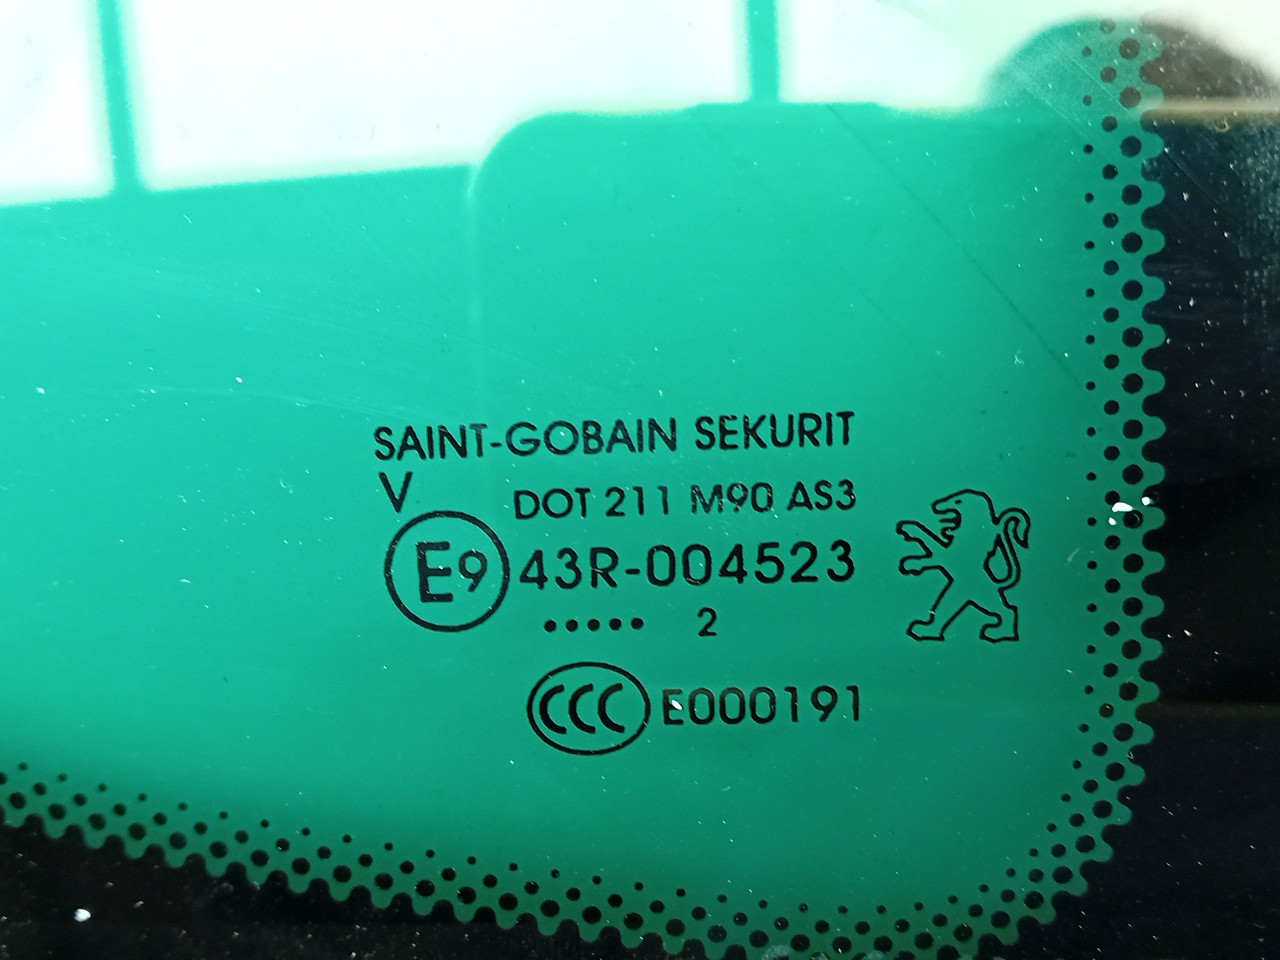 SAINT-GOBAIN SEKURIT
V DOT 211 M90 AS3
E9 43R-004523
..... 2
CCC E000191